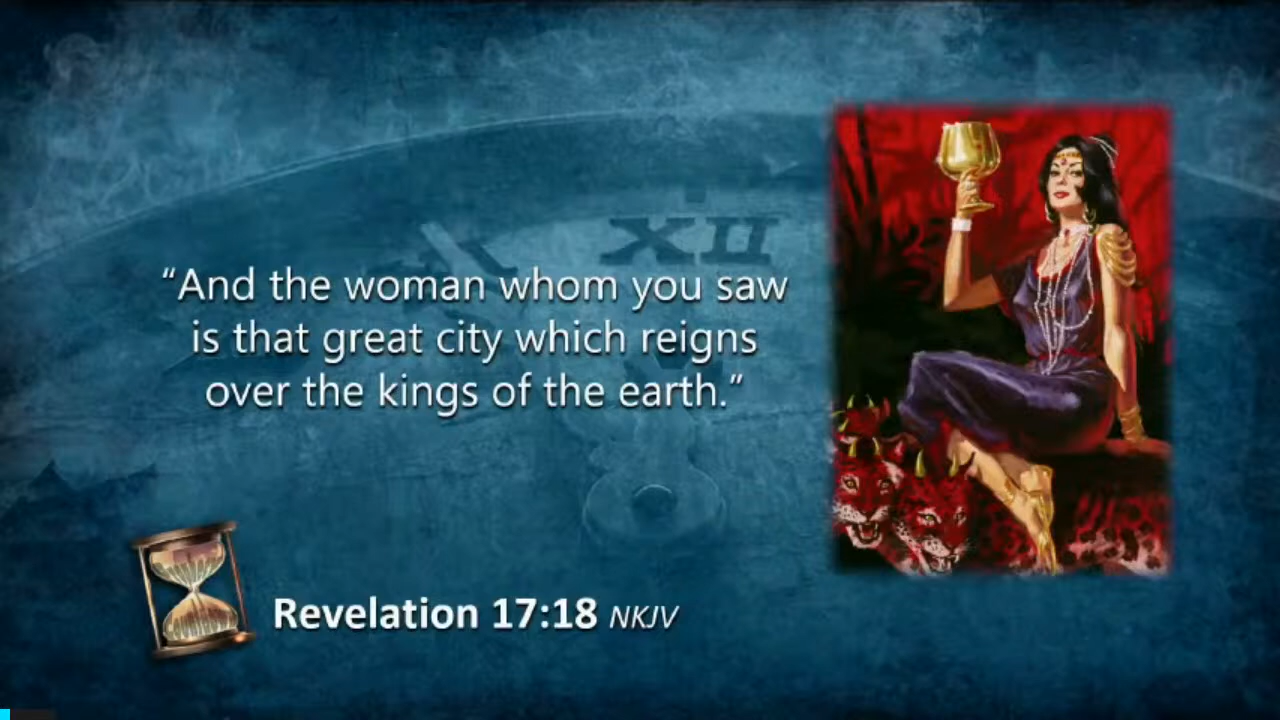 XII
“And the woman whom you saw
is that great city which reigns
over the kings of the earth.”
Revelation 17:18 NKJV